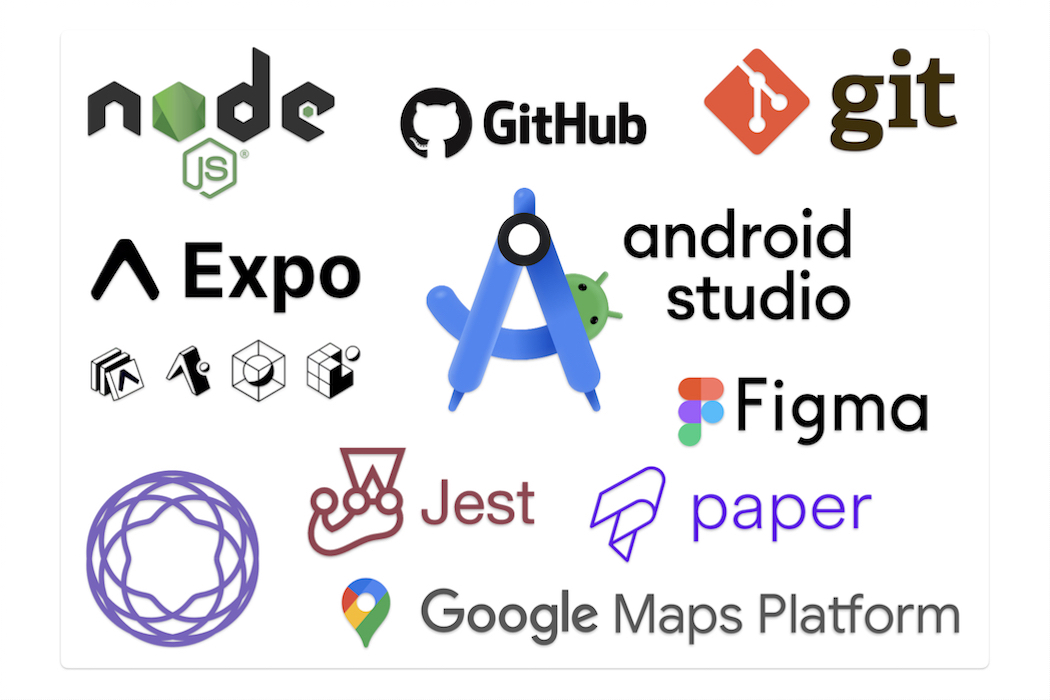 node
JS®
GitHub
git
Expo
android
studio
Figma
Jest
paper
Google Maps Platform